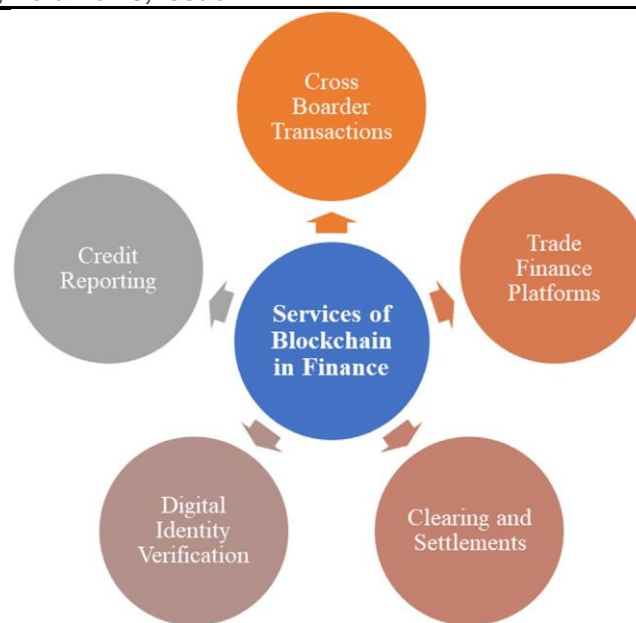 Cross
Boarder
Transactions
Credit
Reporting
Trade
Finance
Platforms
Services of
Blockchain
in Finance
Digital
Identity
Verification
Clearing and
Settlements